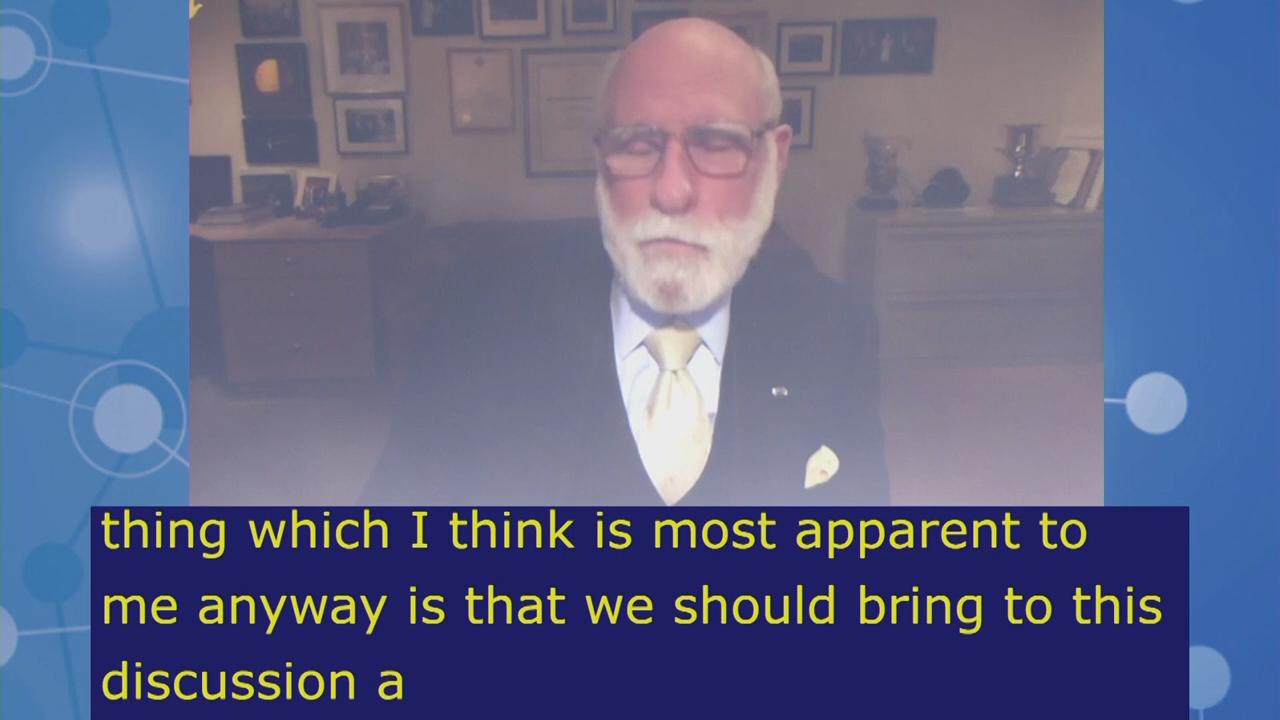 thing which I think is most apparent to
me anyway is that we should bring to this
discussion a